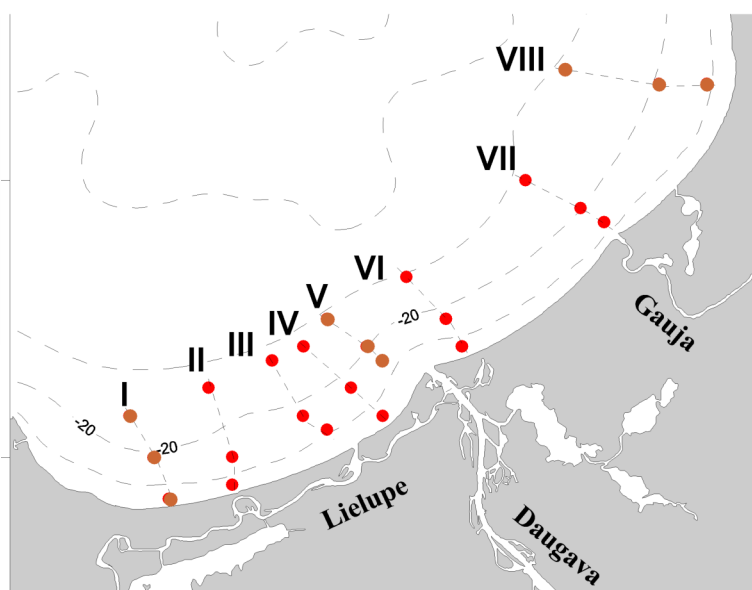 VIII
VII
VI
V
IV
III
II
I
-20
-20
-20
Gauja
Lielupe
Daugava